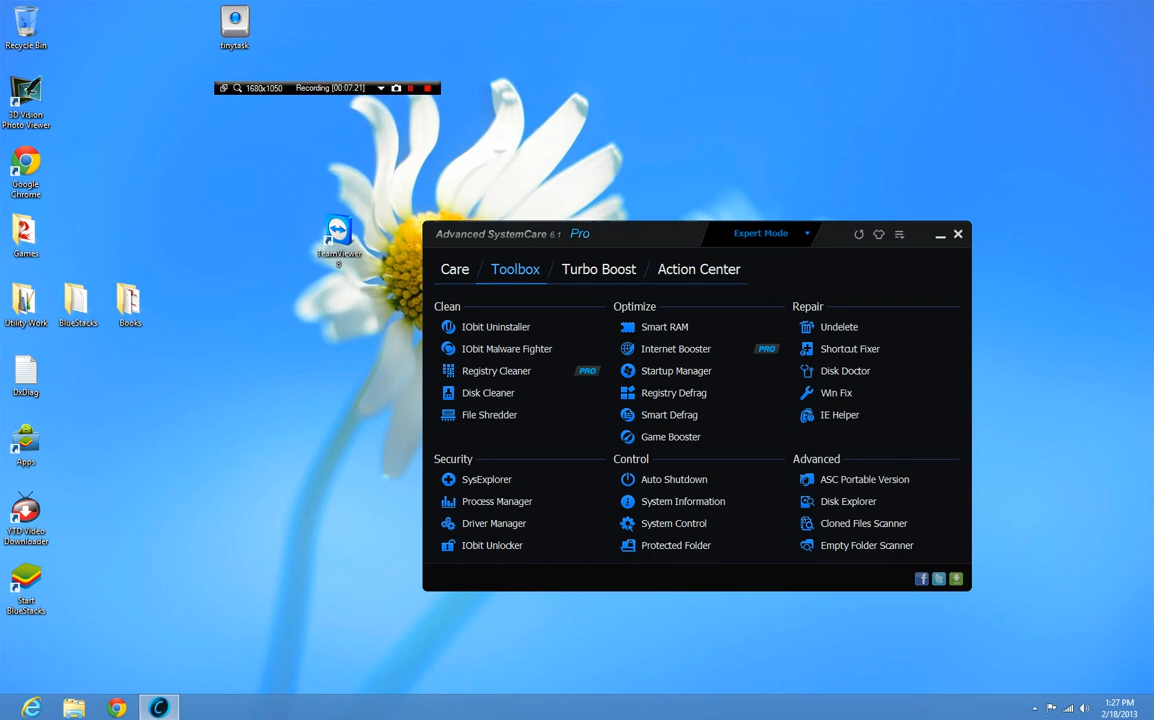 Recycle Bin
tinytask
1680x1050 Recording [00:07:21]
3D Vision
Photo Viewer
Google
Chrome
Games
TeamViewer
8
Utility Work
BlueStacks
Books
DxDiag
Apps
YTD Video
Downloader
Start
BlueStacks
Advanced SystemCare 6.1 Pro
Expert Mode
Care / Toolbox / Turbo Boost / Action Center
Clean
IObit Uninstaller
IObit Malware Fighter
Registry Cleaner PRO
Disk Cleaner
File Shredder
Optimize
Smart RAM
Internet Booster PRO
Startup Manager
Registry Defrag
Smart Defrag
Game Booster
Repair
Undelete
Shortcut Fixer
Disk Doctor
Win Fix
IE Helper
Security
SysExplorer
Process Manager
Driver Manager
IObit Unlocker
Control
Auto Shutdown
System Information
System Control
Protected Folder
Advanced
ASC Portable Version
Disk Explorer
Cloned Files Scanner
Empty Folder Scanner
1:27 PM
2/18/2013